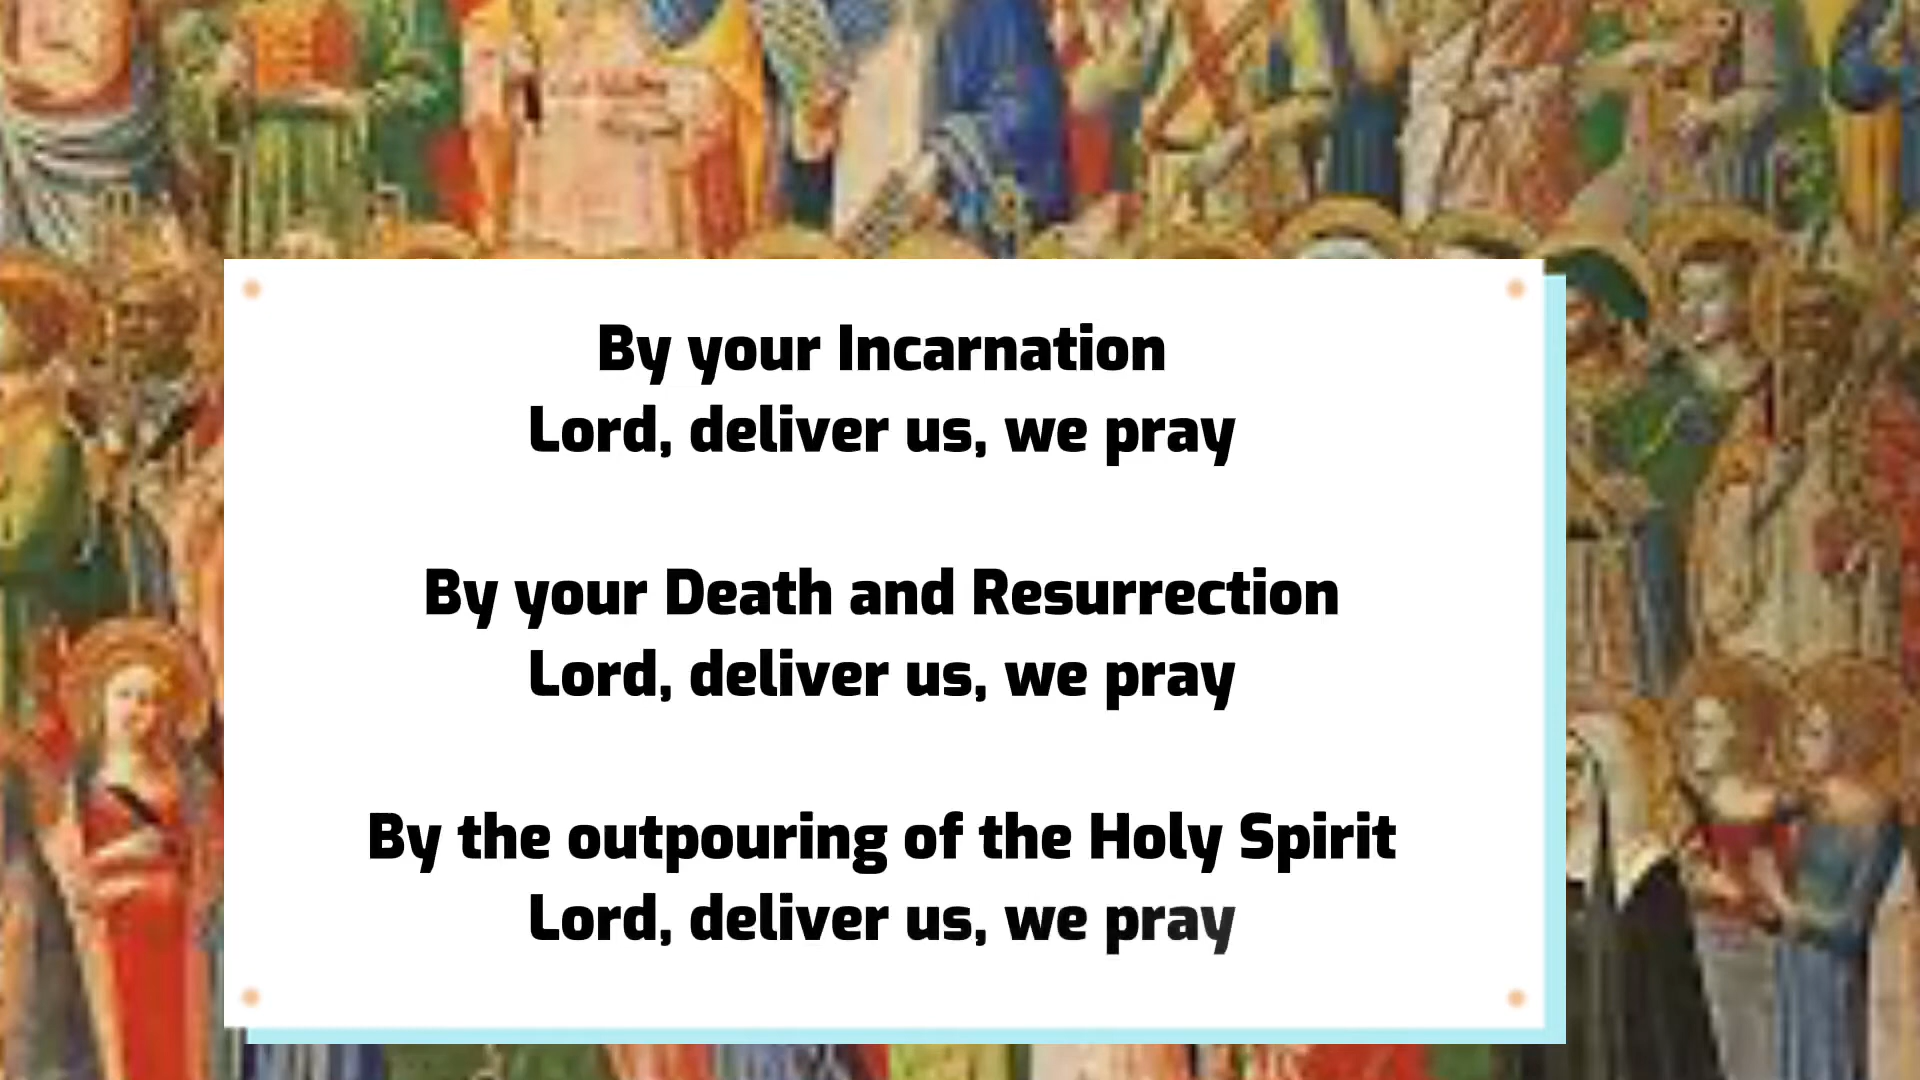 By your Incarnation
Lord, deliver us, we pray
By your Death and Resurrection
Lord, deliver us, we pray
By the outpouring of the Holy Spirit
Lord, deliver us, we pray